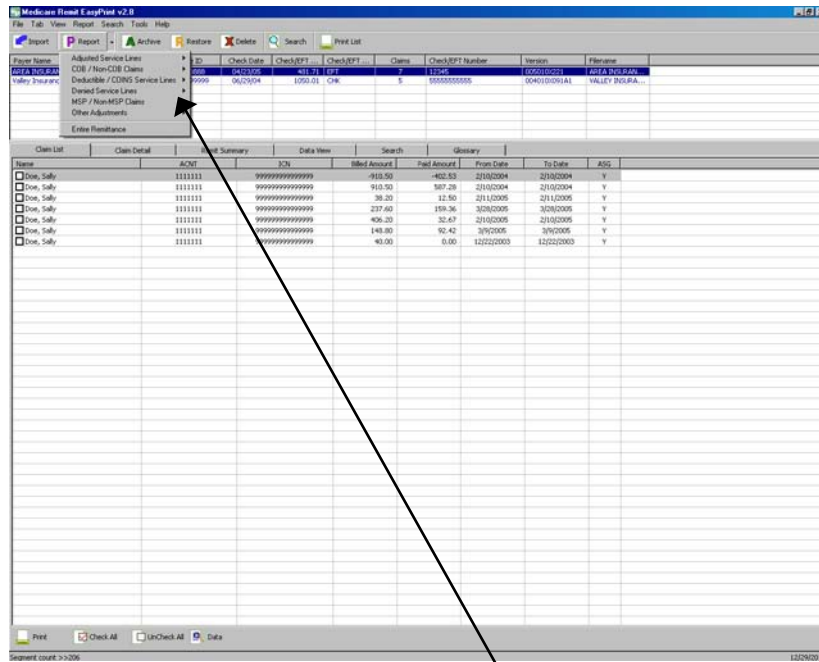 Medicare Remit EasyPrint v2.8
File Tab View Report Search Tools Help
Import Report Archive Restore Delete Search Print List
Payer Name ID Check Date Check/EFT ... Check/EFT ... Claims Check/EFT Number Version Filename
AREA INSURAN 04/23/05 481.71 EFT 7 12345 005010X221 AREA INSURAN...
Valley Insuranc 99999 06/29/04 1050.01 CHK 5 55555555555 004010X091A1 VALLEY INSURA...
Adjusted Service Lines
COB / Non-COB Claims
Deductible / COINS Service Lines
Denied Service Lines
MSP / Non-MSP Claims
Other Adjustments
Entire Remittance
Claim List Claim Detail Summary Data View Search Glossary
Name ACNT ICN Billed Amount Paid Amount From Date To Date ASG
Doe, Sally 1111111 999999999999999 -910.50 -402.53 2/10/2004 2/10/2004 Y
Doe, Sally 1111111 999999999999999 910.50 587.28 2/10/2004 2/10/2004 Y
Doe, Sally 1111111 999999999999999 38.20 12.50 2/11/2005 2/11/2005 Y
Doe, Sally 1111111 999999999999999 237.60 159.36 3/28/2005 3/28/2005 Y
Doe, Sally 1111111 999999999999999 406.20 32.67 2/10/2005 2/10/2005 Y
Doe, Sally 1111111 999999999999999 148.80 92.42 3/9/2005 3/9/2005 Y
Doe, Sally 1111111 999999999999999 40.00 0.00 12/22/2003 12/22/2003 Y
Print Check All UnCheck All Data
Segment count >>206 12/29/20